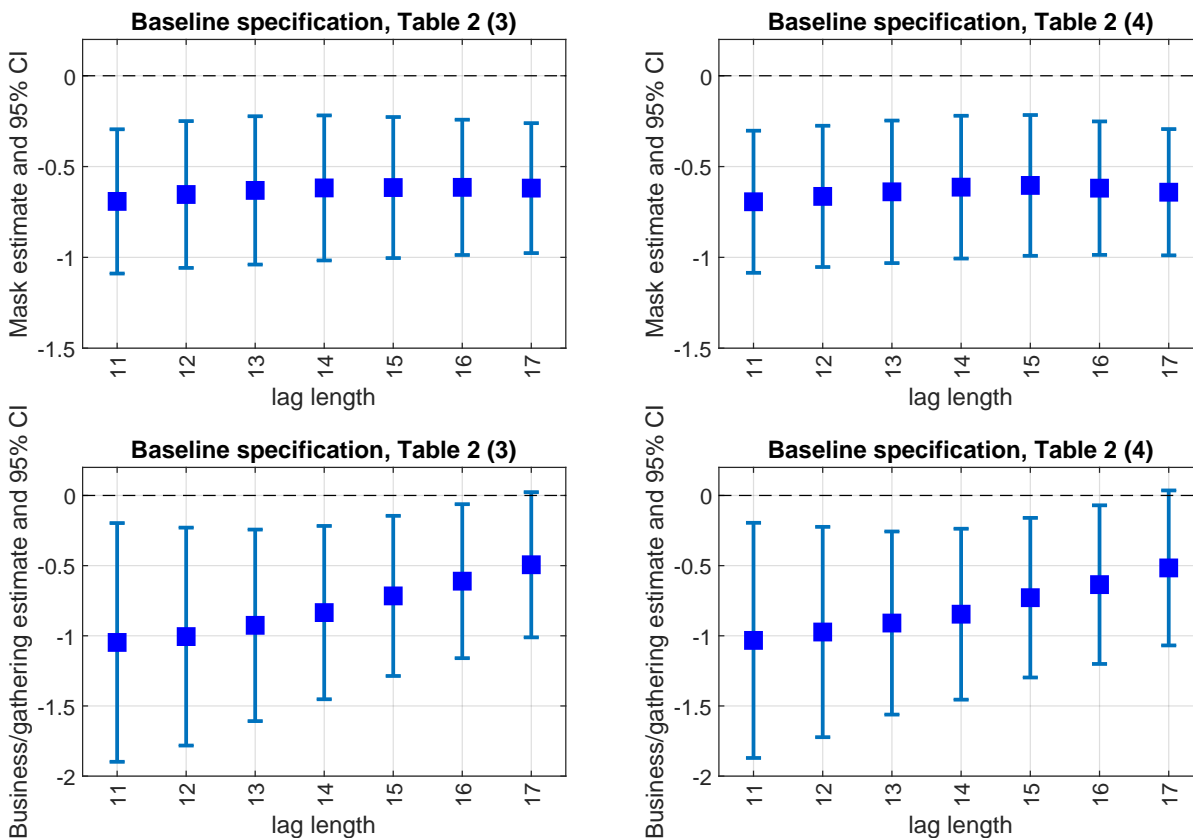 Baseline specification, Table 2 (3)
Mask estimate and 95% CI
0
-0.5
-1
-1.5
11 12 13 14 15 16 17
lag length
Baseline specification, Table 2 (4)
Mask estimate and 95% CI
0
-0.5
-1
-1.5
11 12 13 14 15 16 17
lag length
Baseline specification, Table 2 (3)
Business/gathering estimate and 95% CI
0
-0.5
-1
-1.5
-2
11 12 13 14 15 16 17
lag length
Baseline specification, Table 2 (4)
Business/gathering estimate and 95% CI
0
-0.5
-1
-1.5
-2
11 12 13 14 15 16 17
lag length